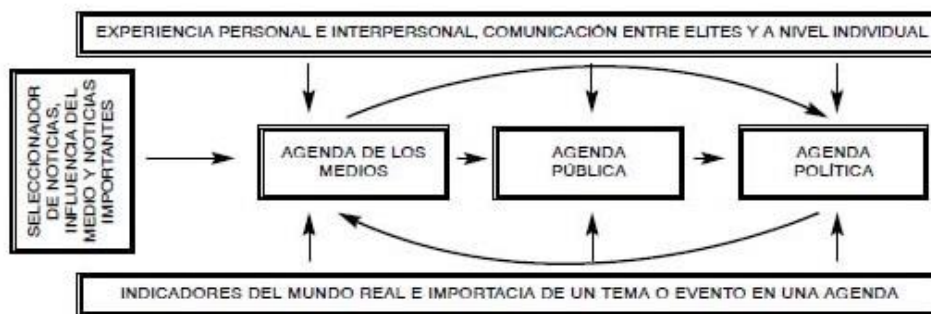 EXPERIENCIA PERSONAL E INTERPERSONAL, COMUNICACIÓN ENTRE ELITES Y A NIVEL INDIVIDUAL
SELECCIONADOR
DE NOTICIAS,
INFLUENCIA DEL
MEDIO Y NOTICIAS
IMPORTANTES
AGENDA DE LOS
MEDIOS
AGENDA
PÚBLICA
AGENDA
POLÍTICA
INDICADORES DEL MUNDO REAL E IMPORTACIA DE UN TEMA O EVENTO EN UNA AGENDA